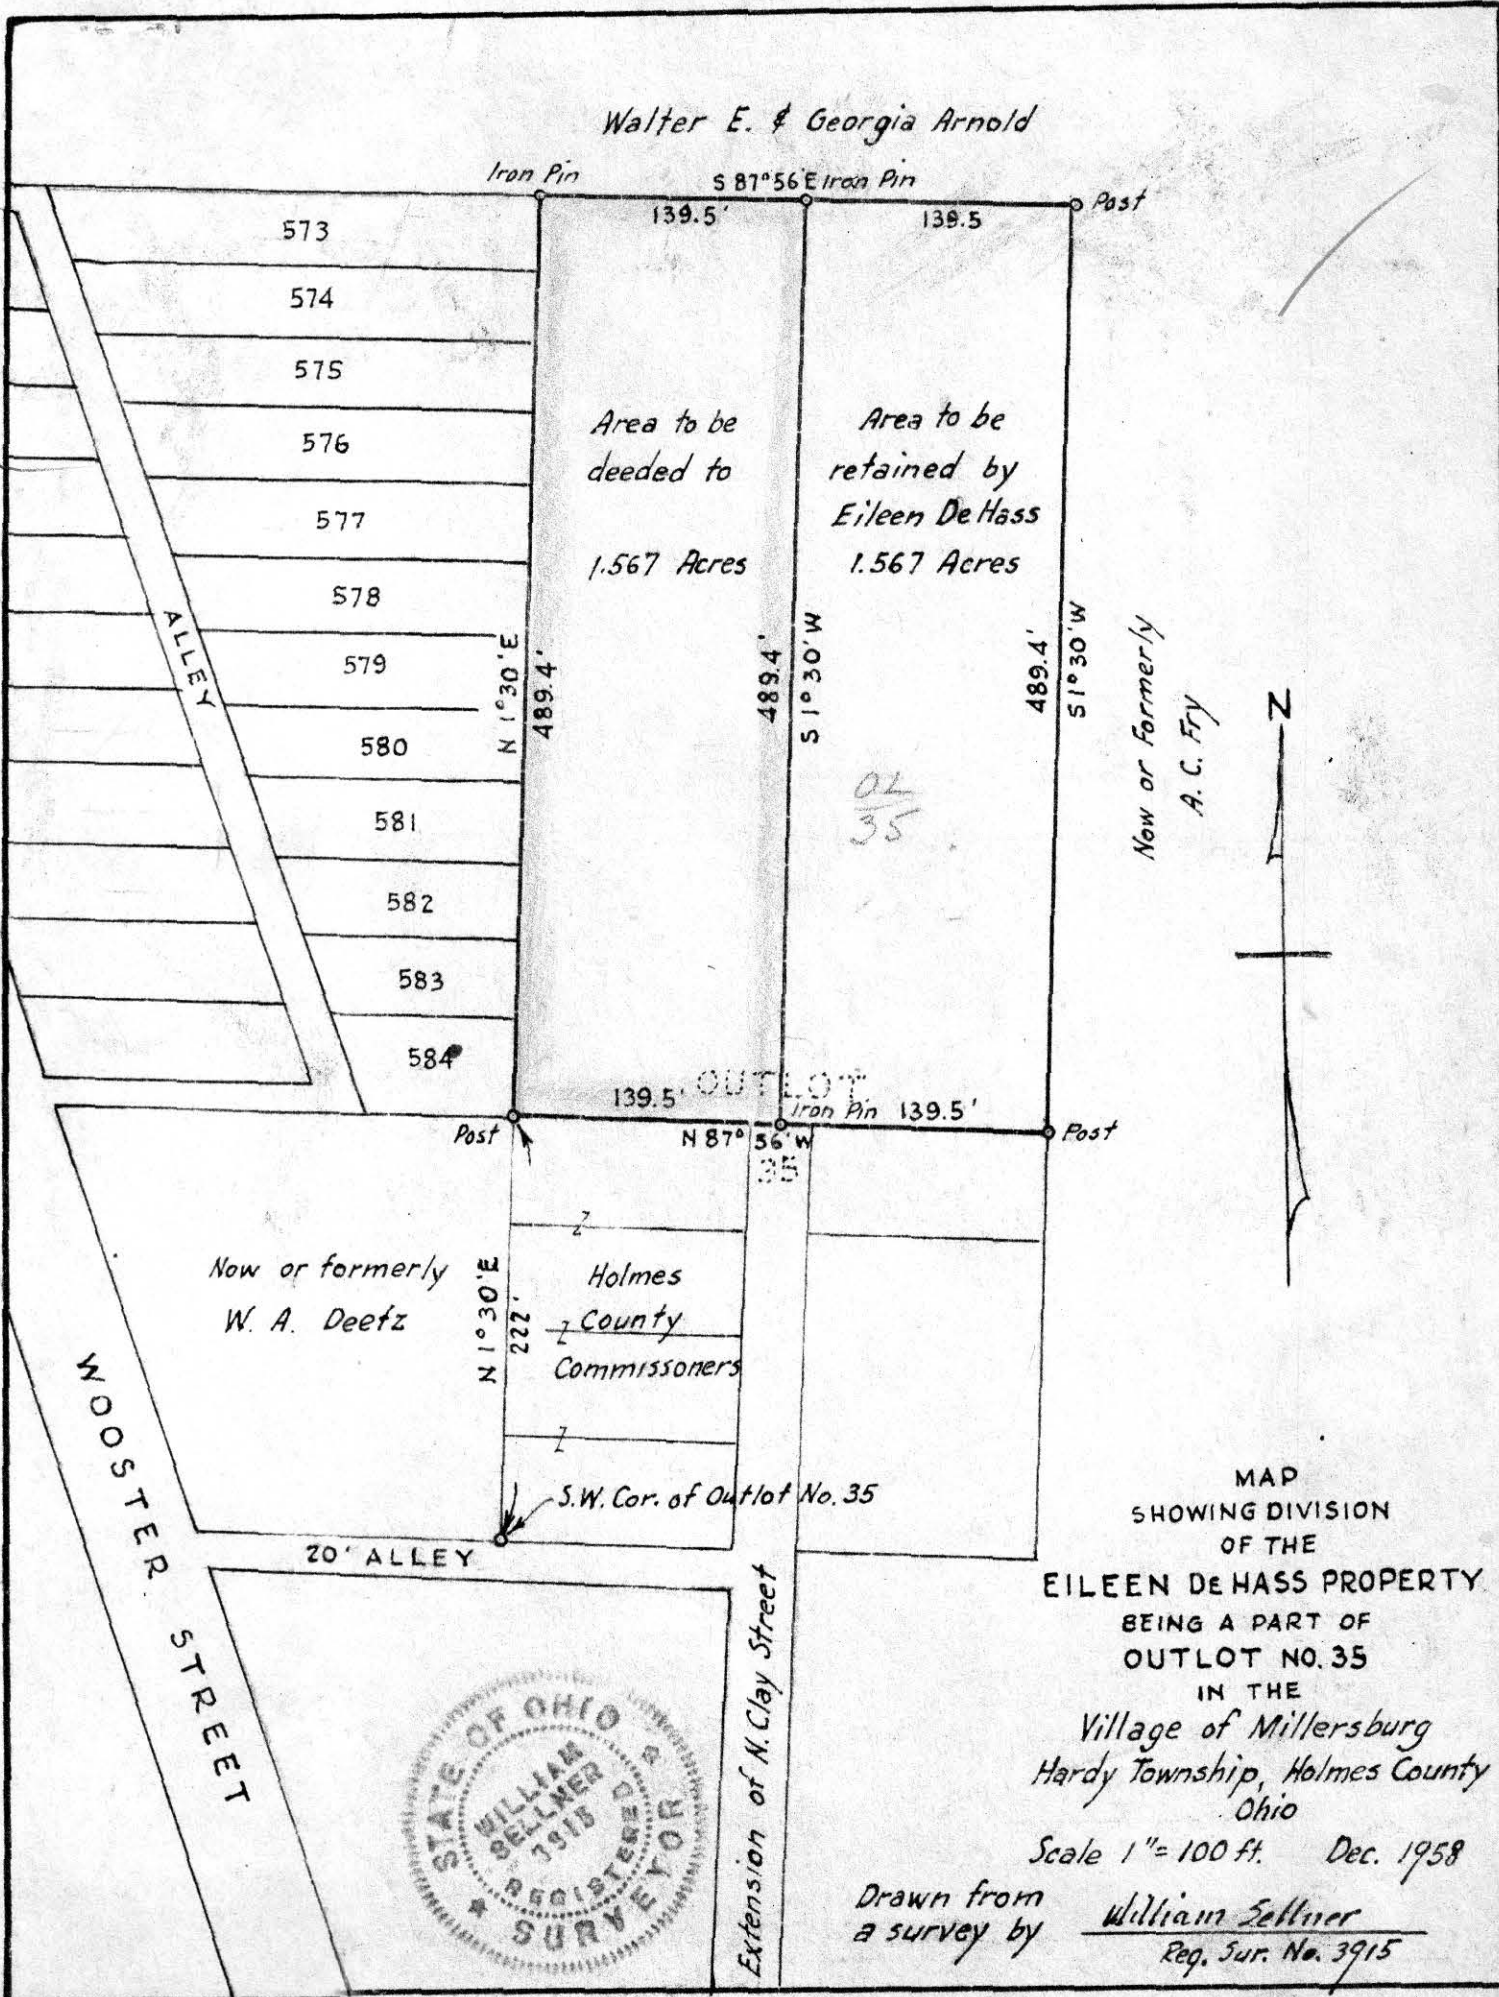 Walter E. & Georgia Arnold
Iron Pin
S 87° 56' E Iron Pin
Post
139.5'
139.5
573
574
575
576
577
578
579
580
581
582
583
584
ALLEY
Area to be
deeded to
1.567 Acres
Area to be
retained by
Eileen De Hass
1.567 Acres
N 1° 30' E
489.4'
489.4'
S 1° 30' W
489.4'
S 1° 30' W
Now or Formerly
A. C. Fry
N
OL
35
139.5'
OUTLOT
35
Iron Pin 139.5'
Post
N 87° 56' W
Post
Now or formerly
W. A. Deetz
N 1° 30' E
222'
Holmes
County
Commissoners
S.W. Cor. of Outlot No. 35
20' ALLEY
WOOSTER STREET
Extension of N. Clay Street
STATE OF OHIO
WILLIAM
SELLNER
3915
REGISTERED
SURVEYOR
MAP
SHOWING DIVISION
OF THE
EILEEN DE HASS PROPERTY
BEING A PART OF
OUTLOT NO. 35
IN THE
Village of Millersburg
Hardy Township, Holmes County
Ohio
Scale 1" = 100 ft. Dec. 1958
Drawn from
a survey by William Sellner
Reg. Sur. No. 3915